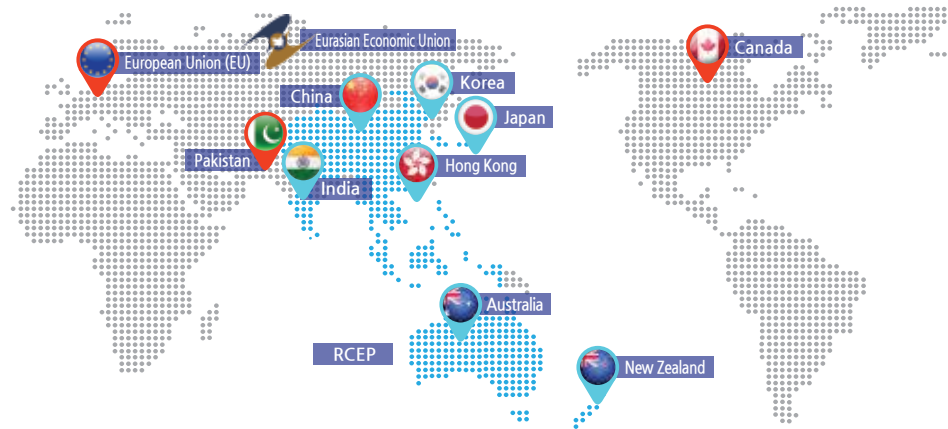 Eurasian Economic Union
Canada
European Union (EU)
Korea
China
Japan
Pakistan
Hong Kong
India
Australia
RCEP
New Zealand